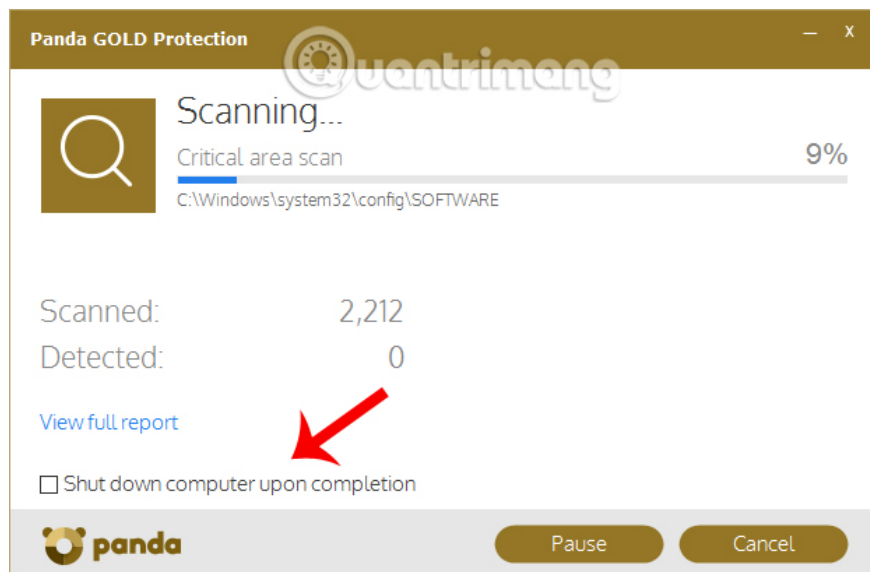 Panda GOLD Protection
Quantrimang
Scanning...
Critical area scan
9%
C:\Windows\system32\config\SOFTWARE
Scanned: 2,212
Detected: 0
View full report
Shut down computer upon completion
panda
Pause
Cancel